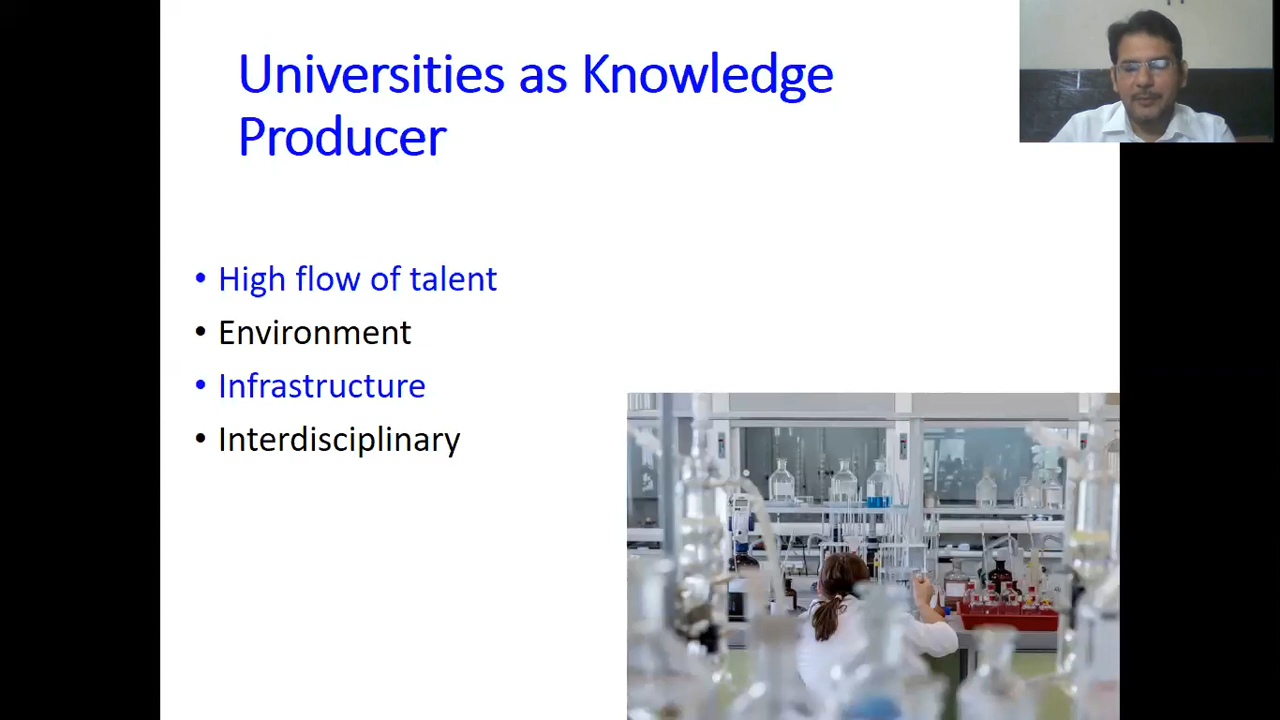 Universities as Knowledge
Producer
• High flow of talent
• Environment
• Infrastructure
• Interdisciplinary